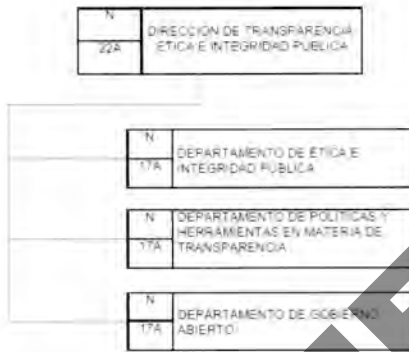 N
22A
DIRECCIÓN DE TRANSPARENCIA
ÉTICA E INTEGRIDAD PÚBLICA
N
17A
DEPARTAMENTO DE ÉTICA E
INTEGRIDAD PÚBLICA
N
17A
DEPARTAMENTO DE POLÍTICAS Y
HERRAMIENTAS EN MATERIA DE
TRANSPARENCIA
N
17A
DEPARTAMENTO DE GOBIERNO
ABIERTO